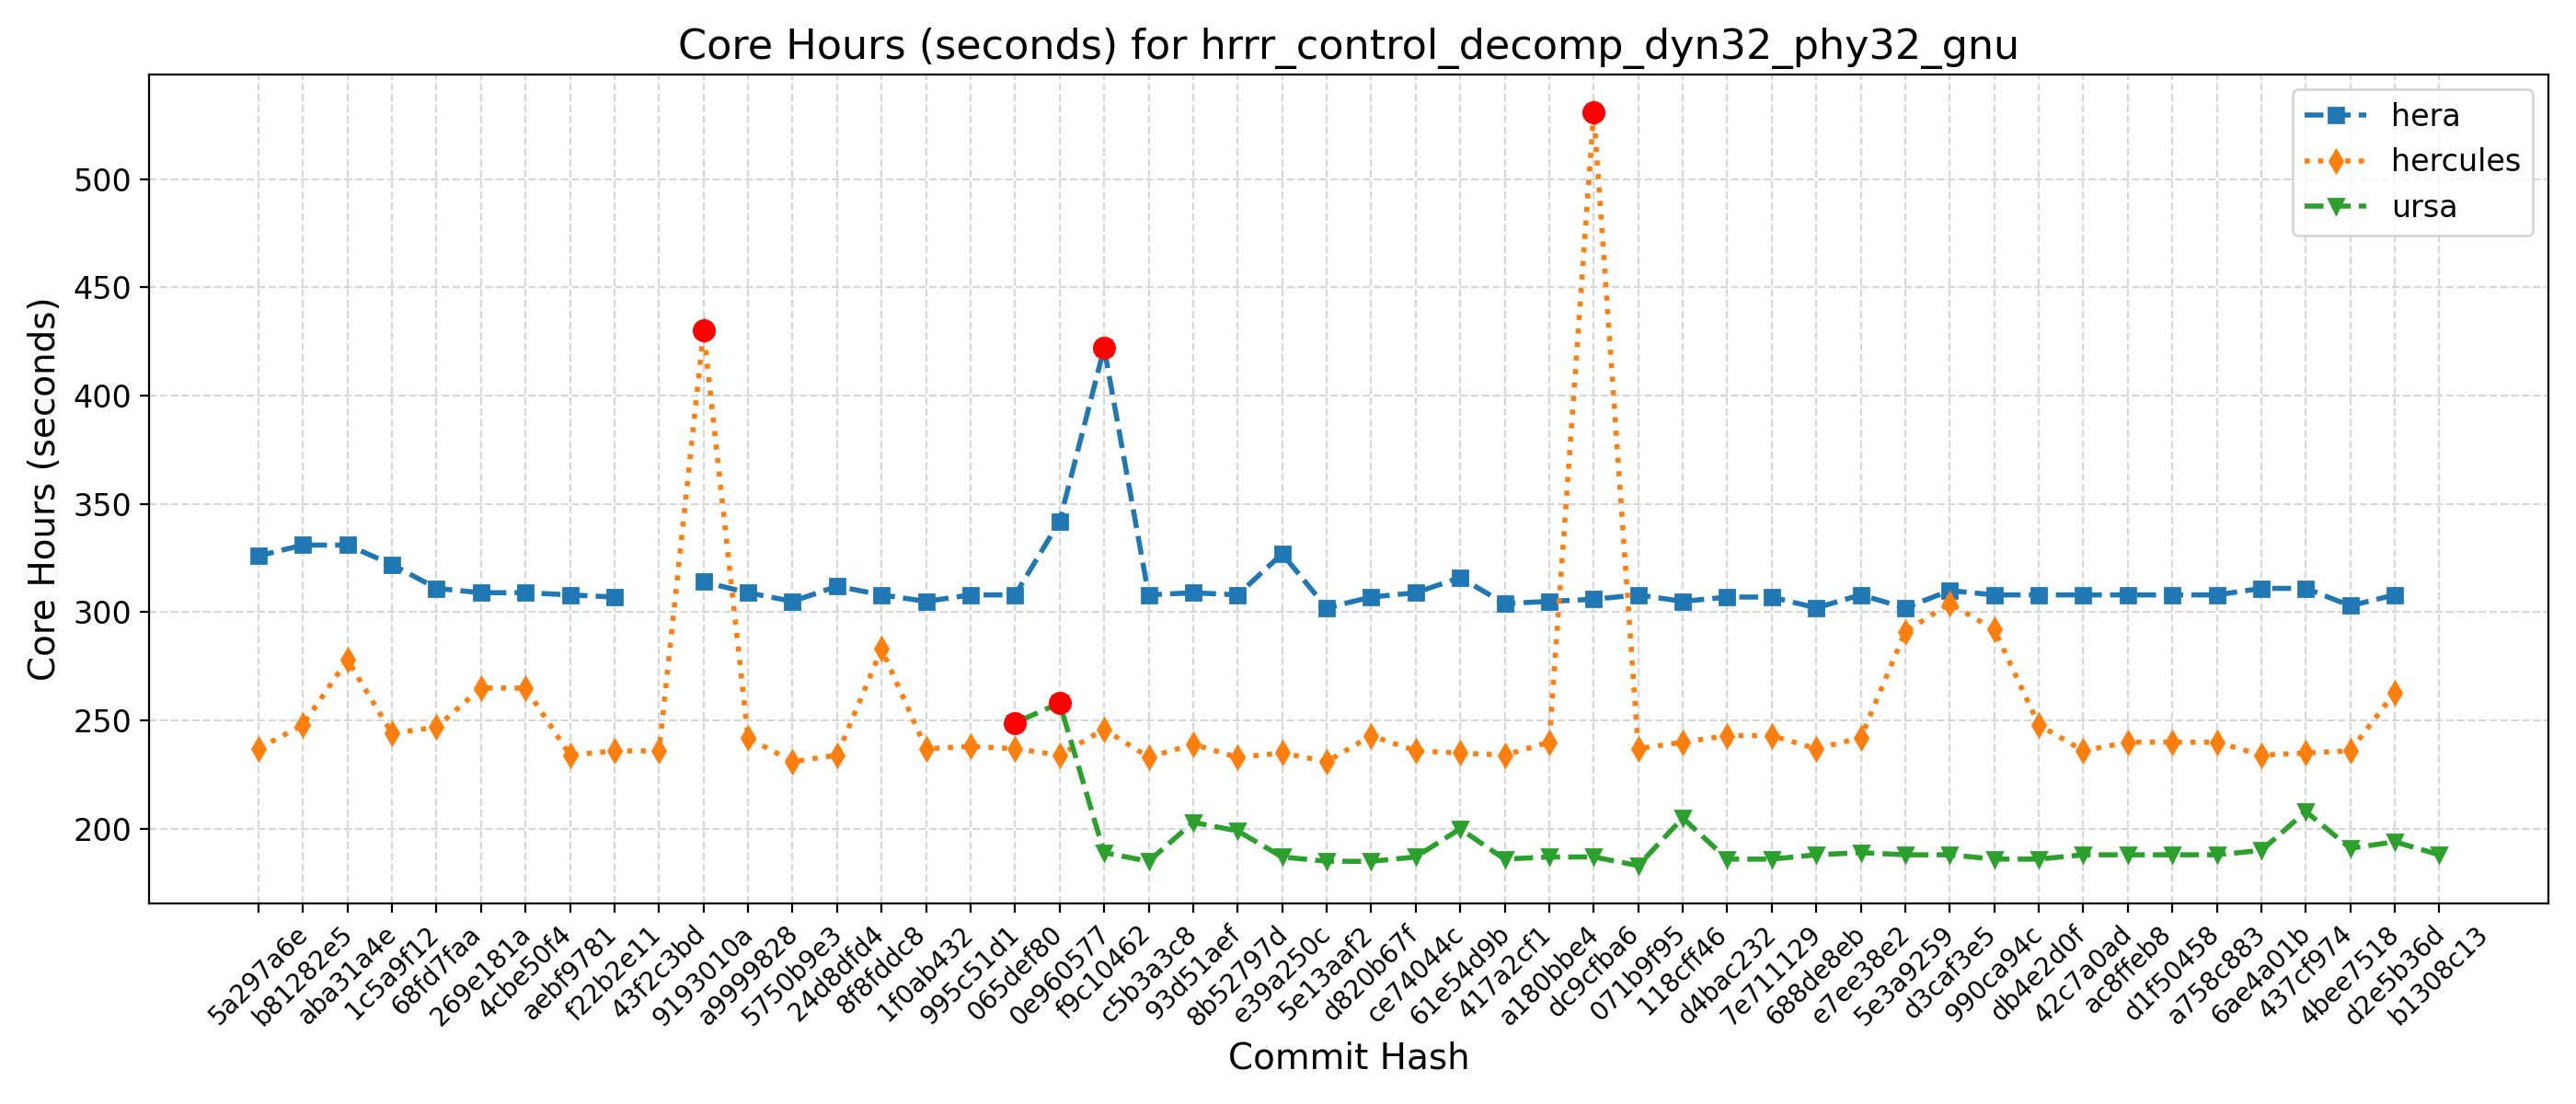 Core Hours (seconds) for hrrr_control_decomp_dyn32_phy32_gnu
hera
hercules
ursa
Core Hours (seconds)
500
450
400
350
300
250
200
5a297a6e
b81282e5
aba31a4e
1c5a9f12
68fd7faa
269e181a
4cbe50f4
aebf9781
f22b2e11
43f2c3bd
9193010a
a9999828
5750b9e3
24d8dfd4
8f8fddc8
1f0ab432
995c51d1
065def80
0e960577
f9c10462
c5b3a3c8
93d51aef
8b52797d
e39a250c
5e13aaf2
d820b67f
ce74044c
61e54d9b
417a2cf1
a180bbe4
dc9cfba6
071b9f95
118cff46
d4bac232
7e711129
688de8eb
e7ee38e2
5e3a9259
d3caf3e5
990ca94c
db4e2d0f
42c7a0ad
ac8ffeb8
d1f50458
a758c883
6ae4a01b
437cf974
4bee7518
d2e5b36d
b1308c13
Commit Hash